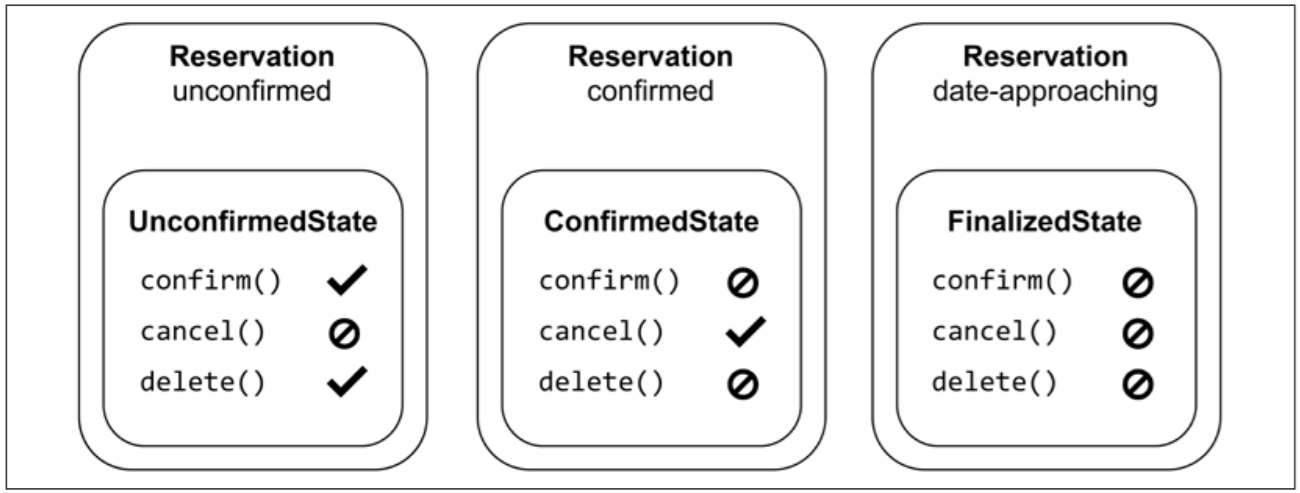 Reservation
unconfirmed
UnconfirmedState
confirm()
cancel()
delete()
Reservation
confirmed
ConfirmedState
confirm()
cancel()
delete()
Reservation
date-approaching
FinalizedState
confirm()
cancel()
delete()